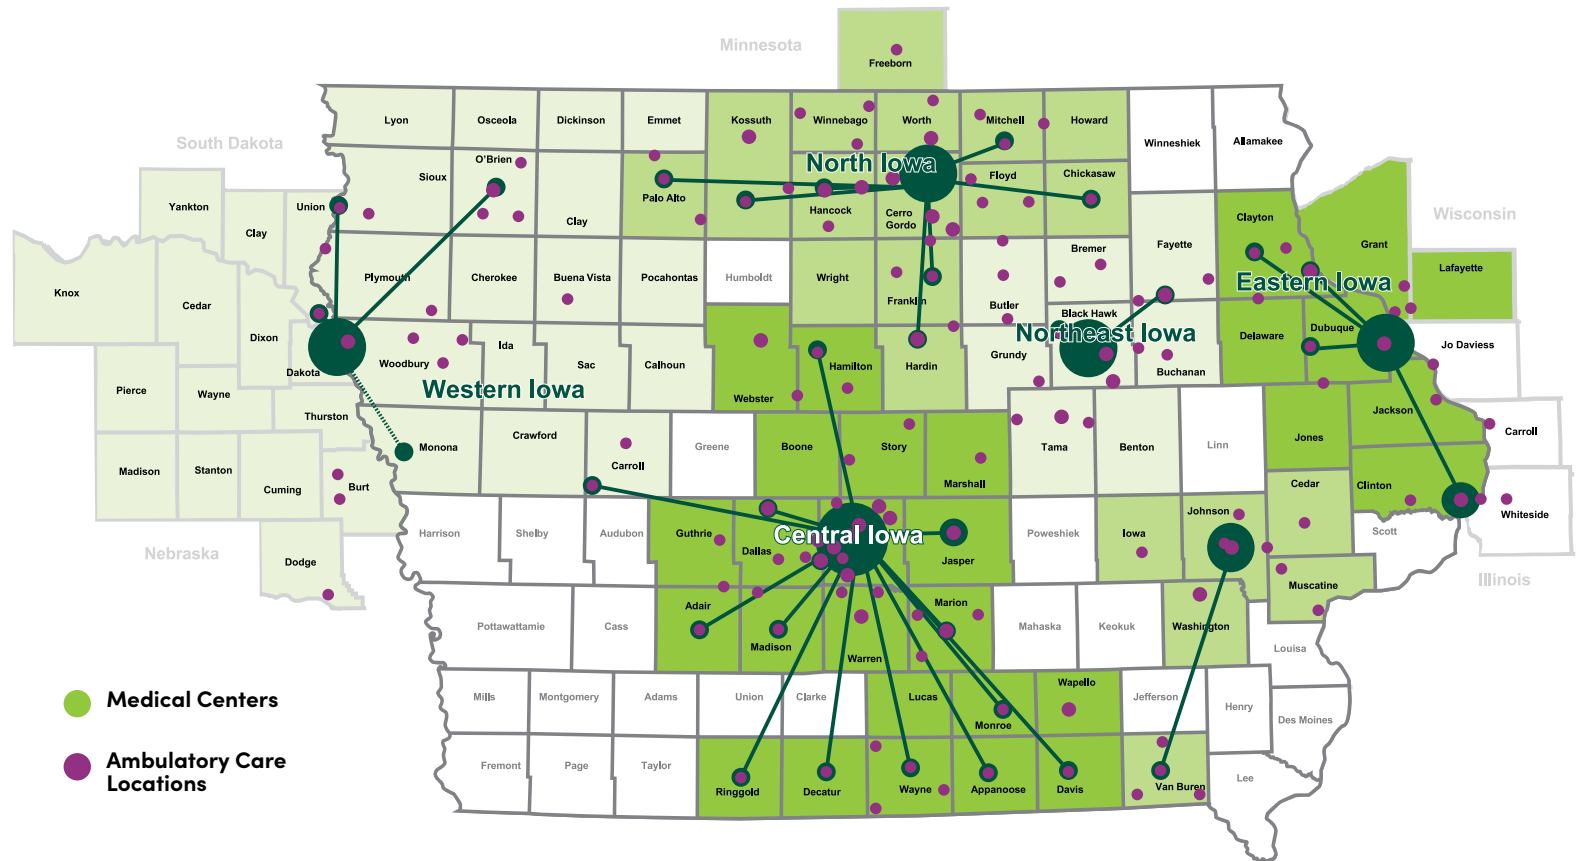 Minnesota
Freeborn
Lyon
Osceola
Dickinson
Emmet
Kossuth
Winnebago
Worth
Mitchell
Howard
Winneshiek
Allamakee
South Dakota
Sioux
O'Brien
Clay
Palo Alto
North Iowa
Hancock
Cerro
Gordo
Floyd
Chickasaw
Yankton
Clay
Union
Clayton
Grant
Wisconsin
Lafayette
Knox
Cedar
Dixon
Dakota
Plymouth
Cherokee
Buena Vista
Pocahontas
Humboldt
Wright
Franklin
Butler
Bremer
Fayette
Black Hawk
Northeast Iowa
Eastern Iowa
Delaware
Dubuque
Jo Daviess
Woodbury
Ida
Sac
Calhoun
Webster
Hamilton
Hardin
Grundy
Buchanan
Western Iowa
Pierce
Wayne
Thurston
Madison
Stanton
Cuming
Burt
Monona
Crawford
Carroll
Greene
Boone
Story
Marshall
Tama
Benton
Linn
Jones
Jackson
Carroll
Clinton
Cedar
Whiteside
Nebraska
Dodge
Harrison
Shelby
Audubon
Guthrie
Dallas
Central Iowa
Jasper
Poweshiek
Iowa
Johnson
Scott
Muscatine
Illinois
Pottawattamie
Cass
Adair
Madison
Warren
Marion
Mahaska
Keokuk
Washington
Louisa
Mills
Montgomery
Adams
Union
Clarke
Lucas
Monroe
Wapello
Jefferson
Henry
Des Moines
Fremont
Page
Taylor
Ringgold
Decatur
Wayne
Appanoose
Davis
Van Buren
Lee
Medical Centers
Ambulatory Care
Locations